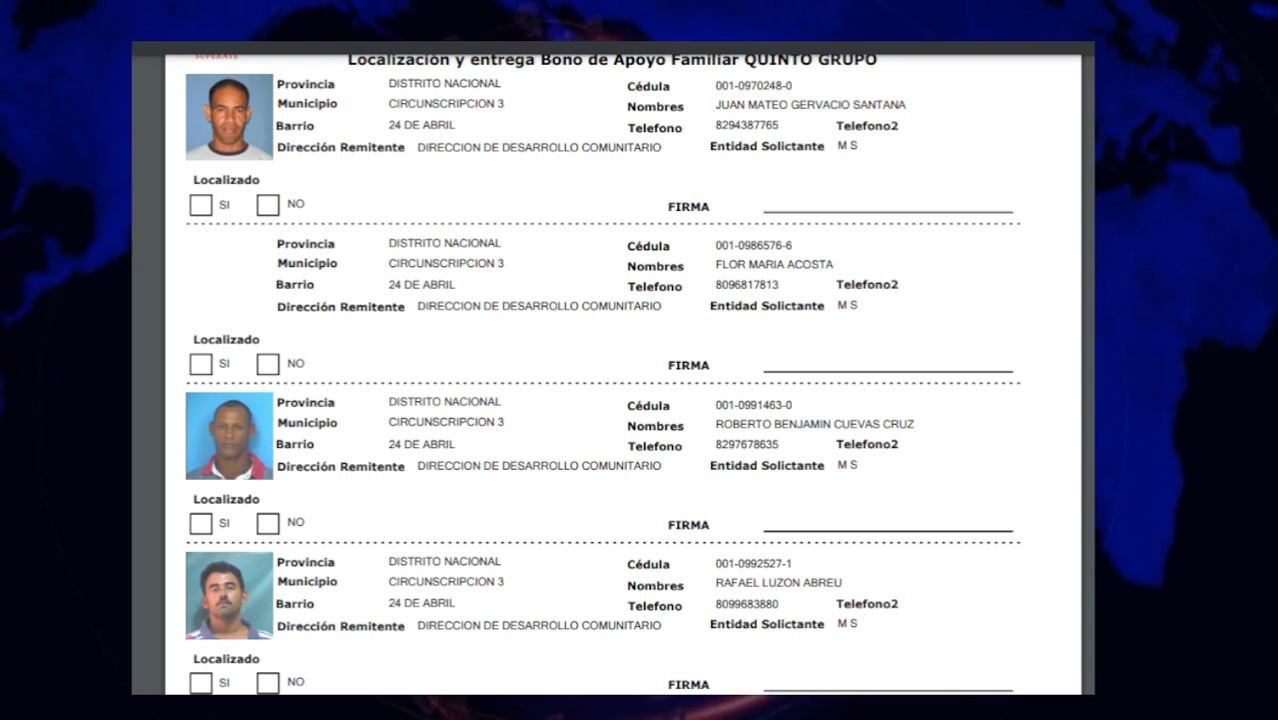 SUPERATE
Localización y entrega Bono de Apoyo Familiar QUINTO GRUPO
Provincia DISTRITO NACIONAL Cédula 001-0970248-0
Municipio CIRCUNSCRIPCION 3 Nombres JUAN MATEO GERVACIO SANTANA
Barrio 24 DE ABRIL Telefono 8294387765 Telefono2
Dirección Remitente DIRECCION DE DESARROLLO COMUNITARIO Entidad Solictante M S
Localizado
SI NO FIRMA
Provincia DISTRITO NACIONAL Cédula 001-0986576-6
Municipio CIRCUNSCRIPCION 3 Nombres FLOR MARIA ACOSTA
Barrio 24 DE ABRIL Telefono 8096817813 Telefono2
Dirección Remitente DIRECCION DE DESARROLLO COMUNITARIO Entidad Solictante M S
Localizado
SI NO FIRMA
Provincia DISTRITO NACIONAL Cédula 001-0991463-0
Municipio CIRCUNSCRIPCION 3 Nombres ROBERTO BENJAMIN CUEVAS CRUZ
Barrio 24 DE ABRIL Telefono 8297678635 Telefono2
Dirección Remitente DIRECCION DE DESARROLLO COMUNITARIO Entidad Solictante M S
Localizado
SI NO FIRMA
Provincia DISTRITO NACIONAL Cédula 001-0992527-1
Municipio CIRCUNSCRIPCION 3 Nombres RAFAEL LUZON ABREU
Barrio 24 DE ABRIL Telefono 8099683880 Telefono2
Dirección Remitente DIRECCION DE DESARROLLO COMUNITARIO Entidad Solictante M S
Localizado
SI NO FIRMA